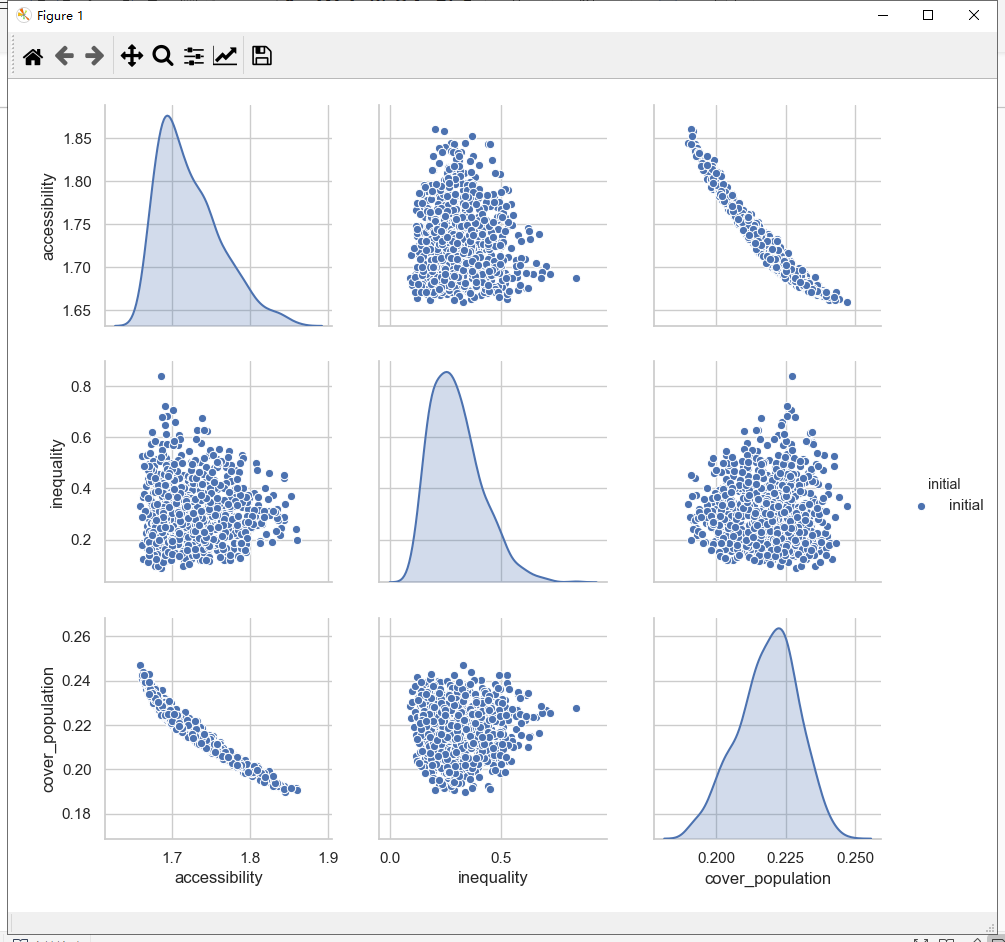 Figure 1
accessibility
1.85
1.80
1.75
1.70
1.65
inequality
0.8
0.6
0.4
0.2
initial
initial
cover_population
0.26
0.24
0.22
0.20
0.18
1.7 1.8 1.9
accessibility
0.0 0.5
inequality
0.200 0.225 0.250
cover_population